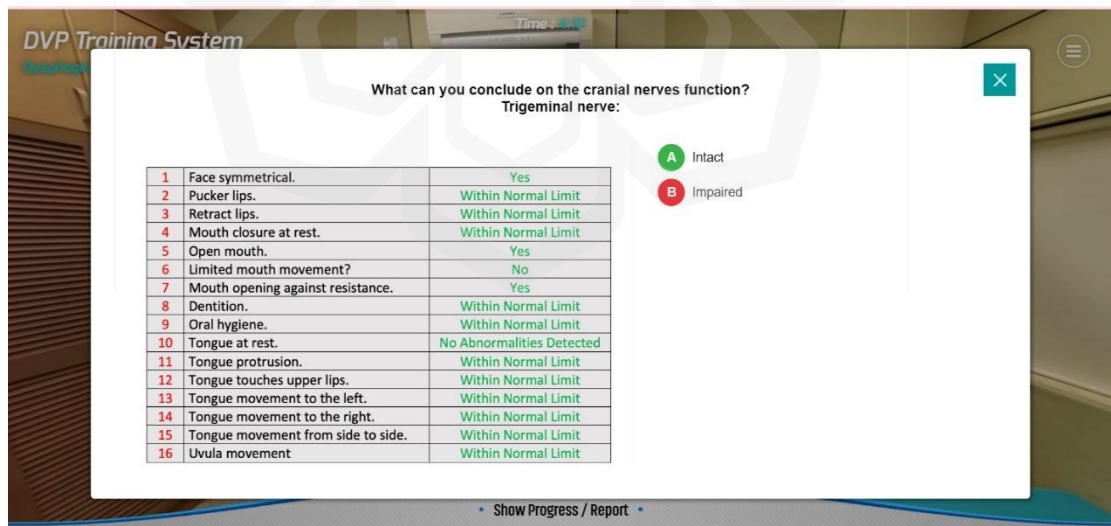 Time : 4:10
DVP Training System
What can you conclude on the cranial nerves function?
Trigeminal nerve:
A Intact
B Impaired
1 Face symmetrical. Yes
2 Pucker lips. Within Normal Limit
3 Retract lips. Within Normal Limit
4 Mouth closure at rest. Within Normal Limit
5 Open mouth. Yes
6 Limited mouth movement? No
7 Mouth opening against resistance. Yes
8 Dentition. Within Normal Limit
9 Oral hygiene. Within Normal Limit
10 Tongue at rest. No Abnormalities Detected
11 Tongue protrusion. Within Normal Limit
12 Tongue touches upper lips. Within Normal Limit
13 Tongue movement to the left. Within Normal Limit
14 Tongue movement to the right. Within Normal Limit
15 Tongue movement from side to side. Within Normal Limit
16 Uvula movement Within Normal Limit
• Show Progress / Report •